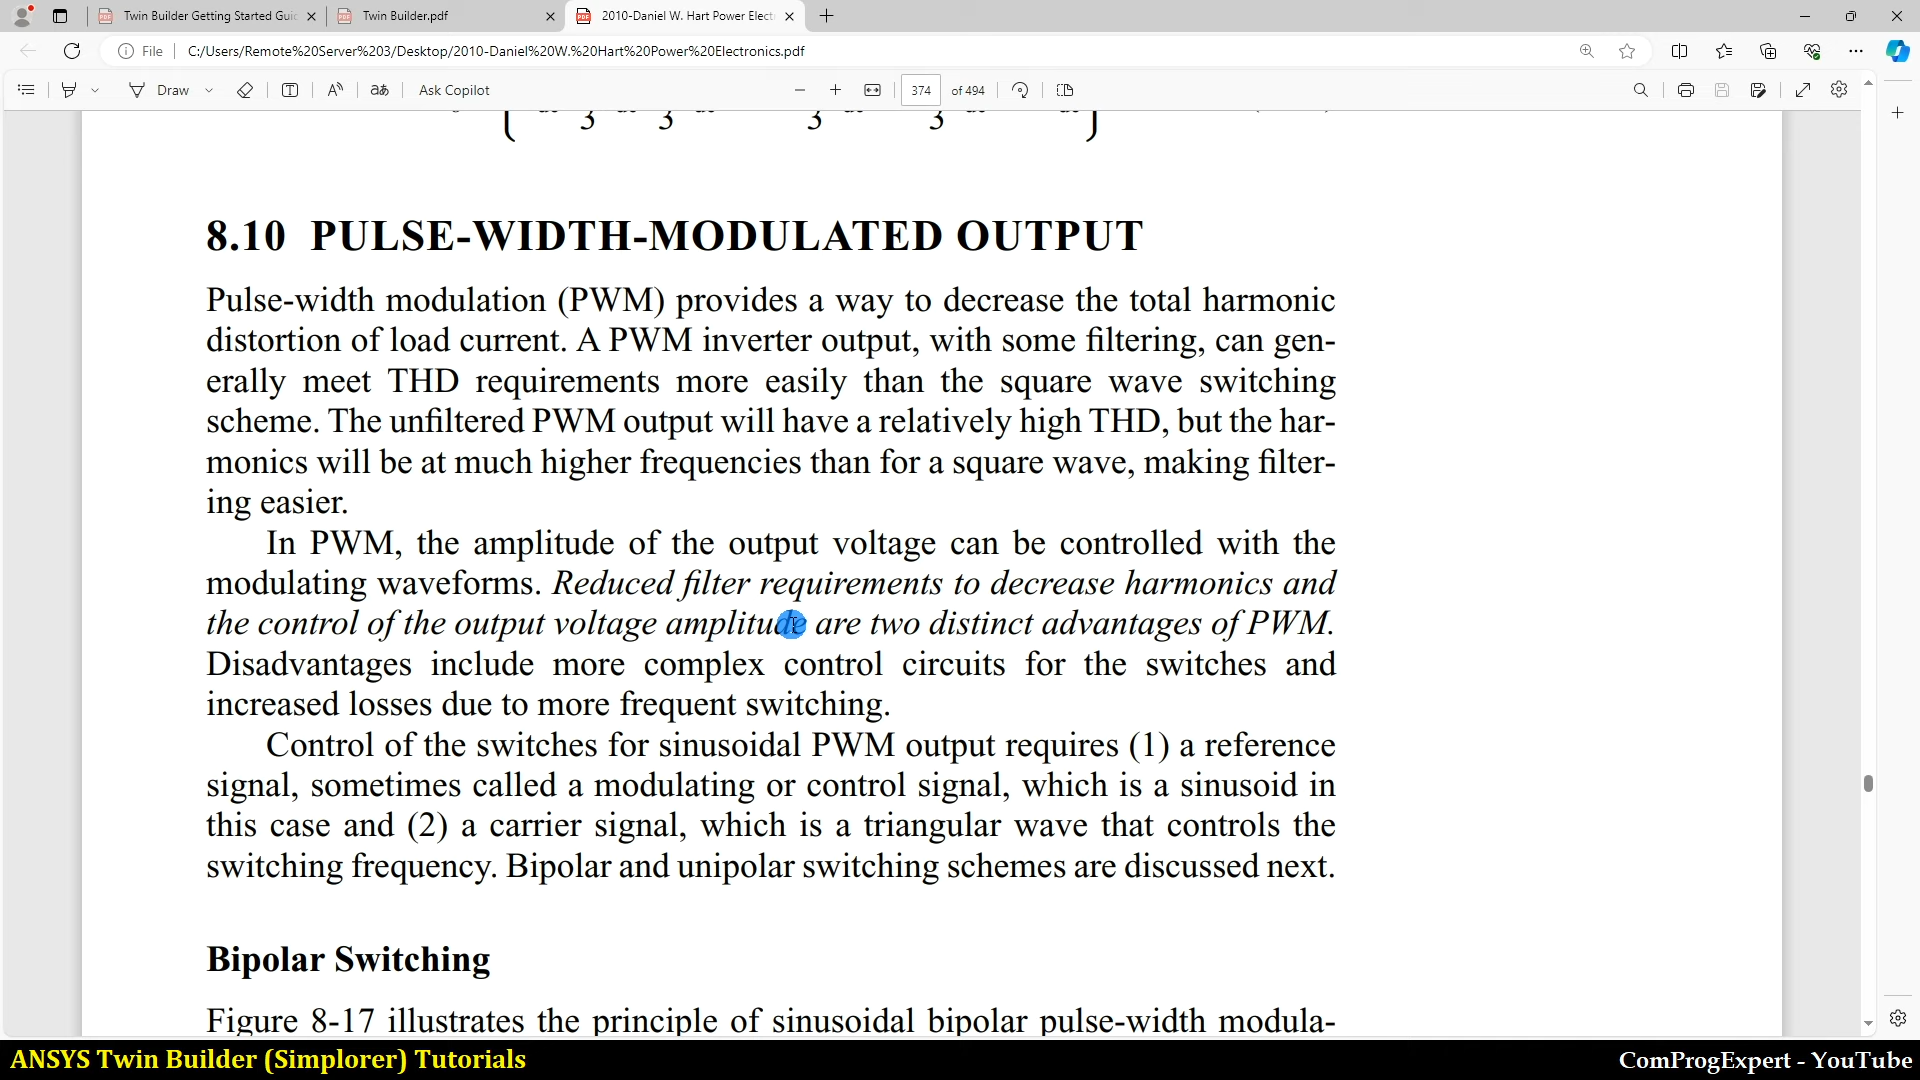 Twin Builder Getting Started Gui
Twin Builder.pdf
2010-Daniel W. Hart Power Elect
File
C:/Users/Remote%20Server%203/Desktop/2010-Daniel%20W.%20Hart%20Power%20Electronics.pdf
Draw
Ask Copilot
374
of 494
8.10 PULSE-WIDTH-MODULATED OUTPUT
Pulse-width modulation (PWM) provides a way to decrease the total harmonic
distortion of load current. A PWM inverter output, with some filtering, can gen-
erally meet THD requirements more easily than the square wave switching
scheme. The unfiltered PWM output will have a relatively high THD, but the har-
monics will be at much higher frequencies than for a square wave, making filter-
ing easier.
In PWM, the amplitude of the output voltage can be controlled with the
modulating waveforms. Reduced filter requirements to decrease harmonics and
the control of the output voltage amplitude are two distinct advantages of PWM.
Disadvantages include more complex control circuits for the switches and
increased losses due to more frequent switching.
Control of the switches for sinusoidal PWM output requires (1) a reference
signal, sometimes called a modulating or control signal, which is a sinusoid in
this case and (2) a carrier signal, which is a triangular wave that controls the
switching frequency. Bipolar and unipolar switching schemes are discussed next.
Bipolar Switching
Figure 8-17 illustrates the principle of sinusoidal bipolar pulse-width modula-
ANSYS Twin Builder (Simplorer) Tutorials
ComProgExpert - YouTube